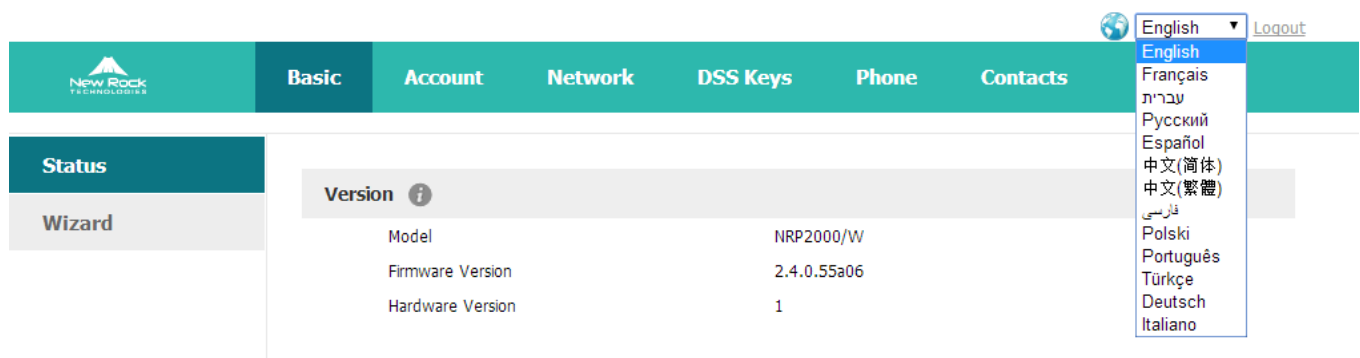 English Logout
English
Français
עברית
Русский
Español
中文(简体)
中文(繁體)
فارسی
Polski
Português
Türkçe
Deutsch
Italiano
New Rock
TECHNOLOGIES
Basic Account Network DSS Keys Phone Contacts
Status
Wizard
Version
Model NRP2000/W
Firmware Version 2.4.0.55a06
Hardware Version 1